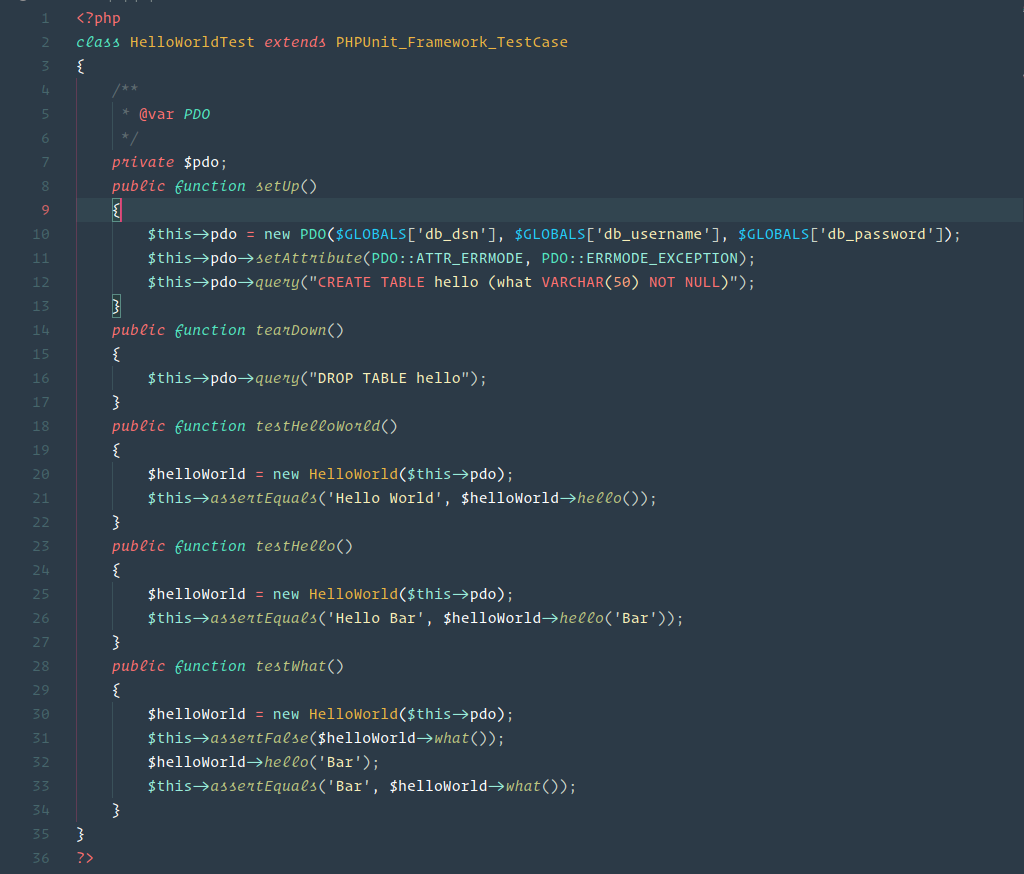 1 <?php
2 class HelloWorldTest extends PHPUnit_Framework_TestCase
3 {
4     /**
5      * @var PDO
6      */
7     private $pdo;
8     public function setUp()
9     {
10         $this->pdo = new PDO($GLOBALS['db_dsn'], $GLOBALS['db_username'], $GLOBALS['db_password']);
11         $this->pdo->setAttribute(PDO::ATTR_ERRMODE, PDO::ERRMODE_EXCEPTION);
12         $this->pdo->query("CREATE TABLE hello (what VARCHAR(50) NOT NULL)");
13     }
14     public function tearDown()
15     {
16         $this->pdo->query("DROP TABLE hello");
17     }
18     public function testHelloWorld()
19     {
20         $helloWorld = new HelloWorld($this->pdo);
21         $this->assertEquals('Hello World', $helloWorld->hello());
22     }
23     public function testHello()
24     {
25         $helloWorld = new HelloWorld($this->pdo);
26         $this->assertEquals('Hello Bar', $helloWorld->hello('Bar'));
27     }
28     public function testWhat()
29     {
30         $helloWorld = new HelloWorld($this->pdo);
31         $this->assertFalse($helloWorld->what());
32         $helloWorld->hello('Bar');
33         $this->assertEquals('Bar', $helloWorld->what());
34     }
35 }
36 ?>